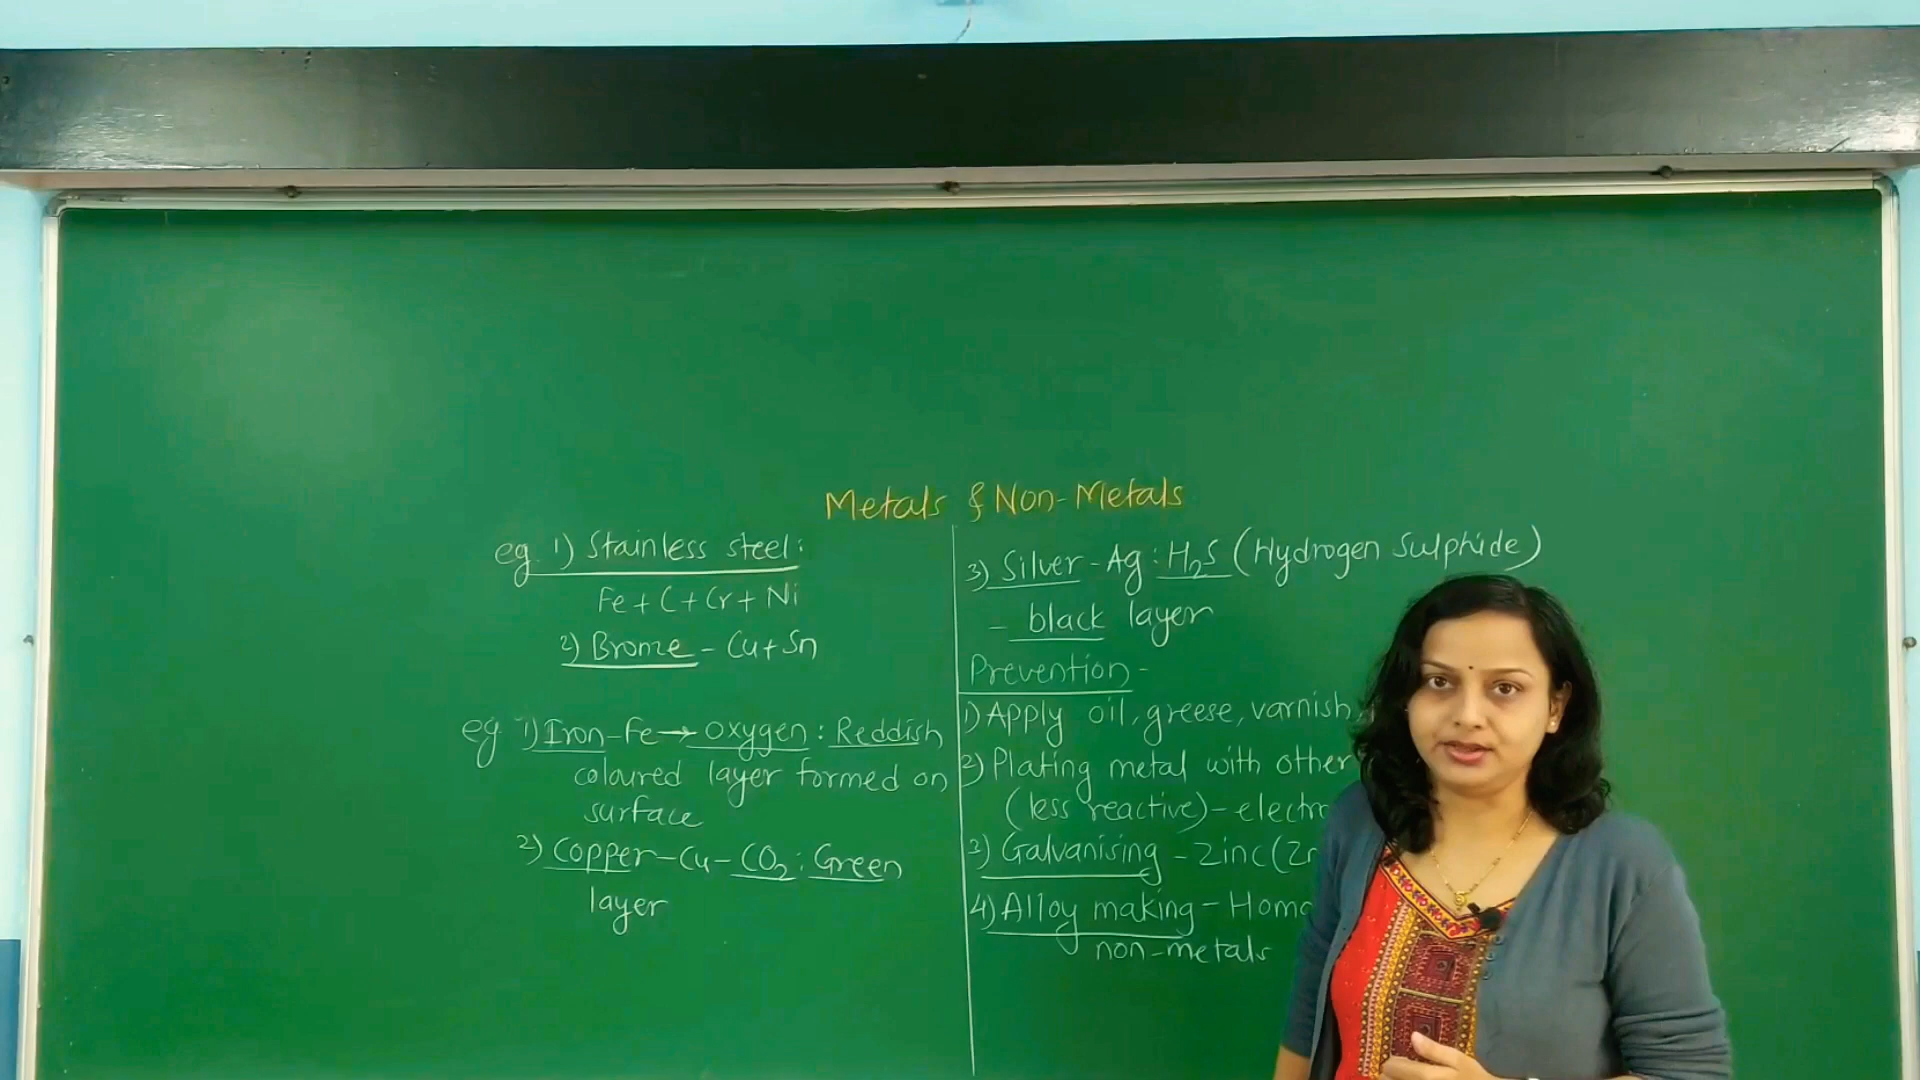 Metals & Non-Metals
eg. 1) Stainless steel:
Fe + C + Cr + Ni
2) Bronze - Cu + Sn
eg. 1) Iron-Fe → oxygen : Reddish
coloured layer formed on
surface
2) Copper-Cu-CO₂ : Green
layer
3) Silver - Ag : H₂S (Hydrogen Sulphide)
- black layer
Prevention -
1) Apply oil, greese, varnish,
2) Plating metal with other
(less reactive) - electro
3) Galvanising - Zinc (Zn
4) Alloy making - Homo
non-metals